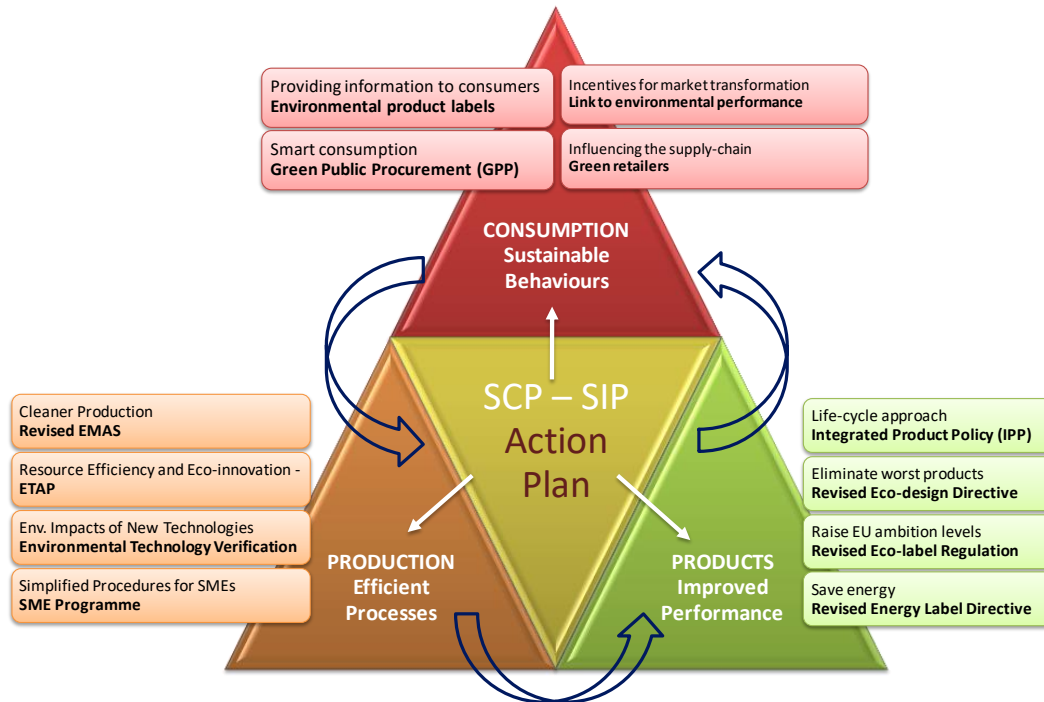 Providing information to consumers
Environmental product labels
Incentives for market transformation
Link to environmental performance
Smart consumption
Green Public Procurement (GPP)
Influencing the supply-chain
Green retailers
CONSUMPTION
Sustainable
Behaviours
SCP – SIP
Action
Plan
Cleaner Production
Revised EMAS
Resource Efficiency and Eco-innovation -
ETAP
Env. Impacts of New Technologies
Environmental Technology Verification
Simplified Procedures for SMEs
SME Programme
PRODUCTION
Efficient
Processes
PRODUCTS
Improved
Performance
Life-cycle approach
Integrated Product Policy (IPP)
Eliminate worst products
Revised Eco-design Directive
Raise EU ambition levels
Revised Eco-label Regulation
Save energy
Revised Energy Label Directive